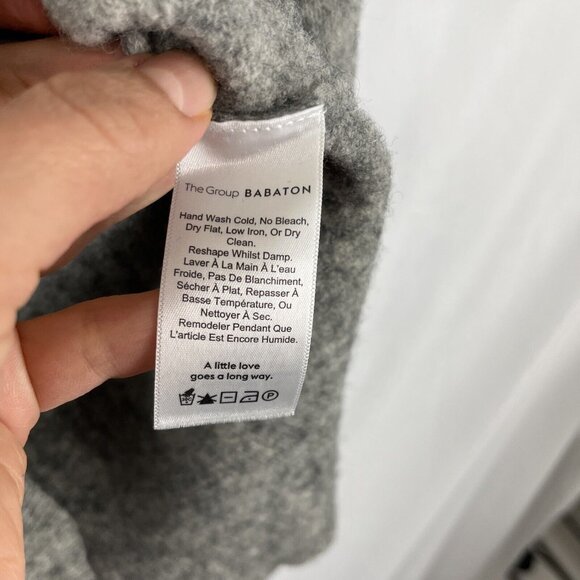 The Group BABATON
Hand Wash Cold, No Bleach,
Dry Flat, Low Iron, Or Dry
Clean.
Reshape Whilst Damp.
Laver À La Main À L'eau
Froide, Pas De Blanchiment,
Sécher À Plat, Repasser À
Basse Température, Ou
Nettoyer À Sec.
Remodeler Pendant Que
L'article Est Encore Humide.
A little love
goes a long way.
P